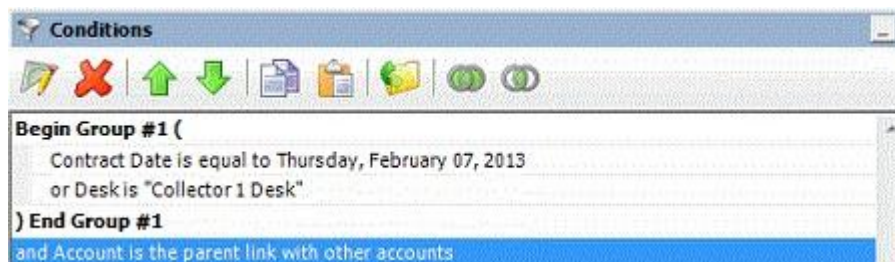 Conditions
Begin Group #1 (
Contract Date is equal to Thursday, February 07, 2013
or Desk is "Collector 1 Desk"
) End Group #1
and Account is the parent link with other accounts